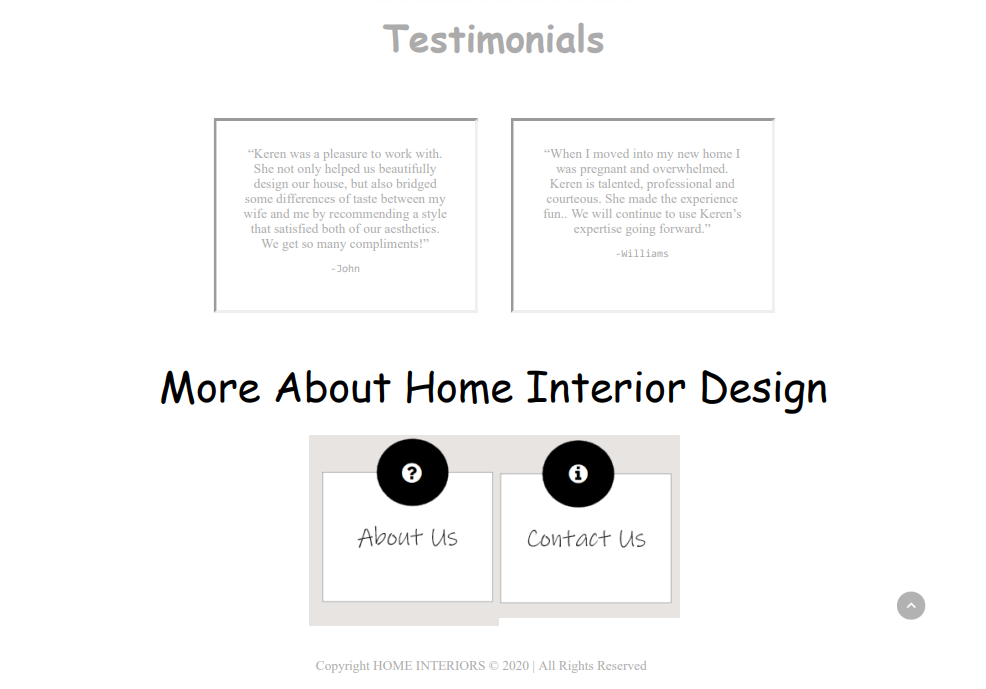 Testimonials
“Keren was a pleasure to work with.
She not only helped us beautifully
design our house, but also bridged
some differences of taste between my
wife and me by recommending a style
that satisfied both of our aesthetics.
We get so many compliments!”
-John
“When I moved into my new home I
was pregnant and overwhelmed.
Keren is talented, professional and
courteous. She made the experience
fun.. We will continue to use Keren’s
expertise going forward.”
-Williams
More About Home Interior Design
About Us
Contact Us
Copyright HOME INTERIORS © 2020 | All Rights Reserved